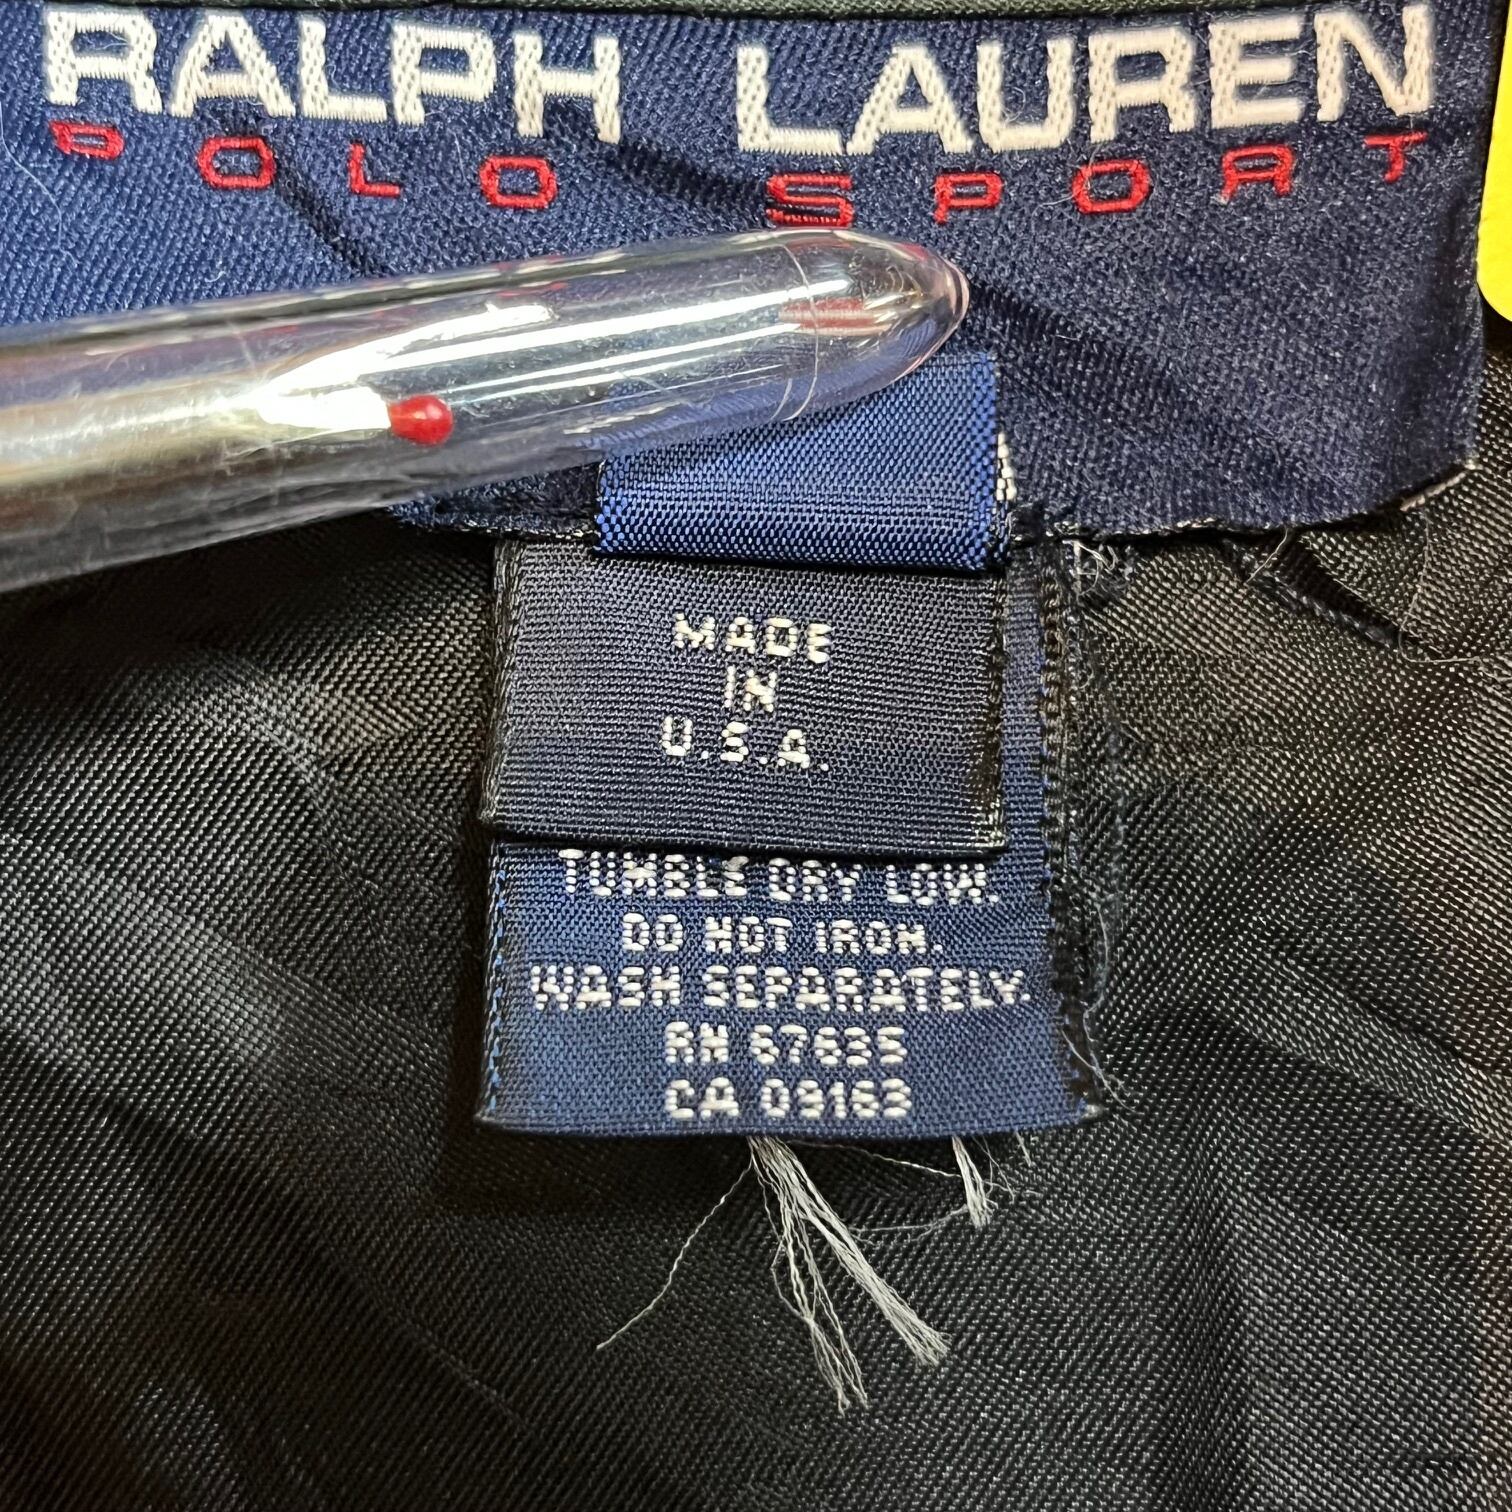 RALPH LAUREN
POLO SPORT
MADE
IN
U.S.A.
TUMBLE DRY LOW.
DO NOT IRON.
WASH SEPARATELY.
RN 67635
CA 09163